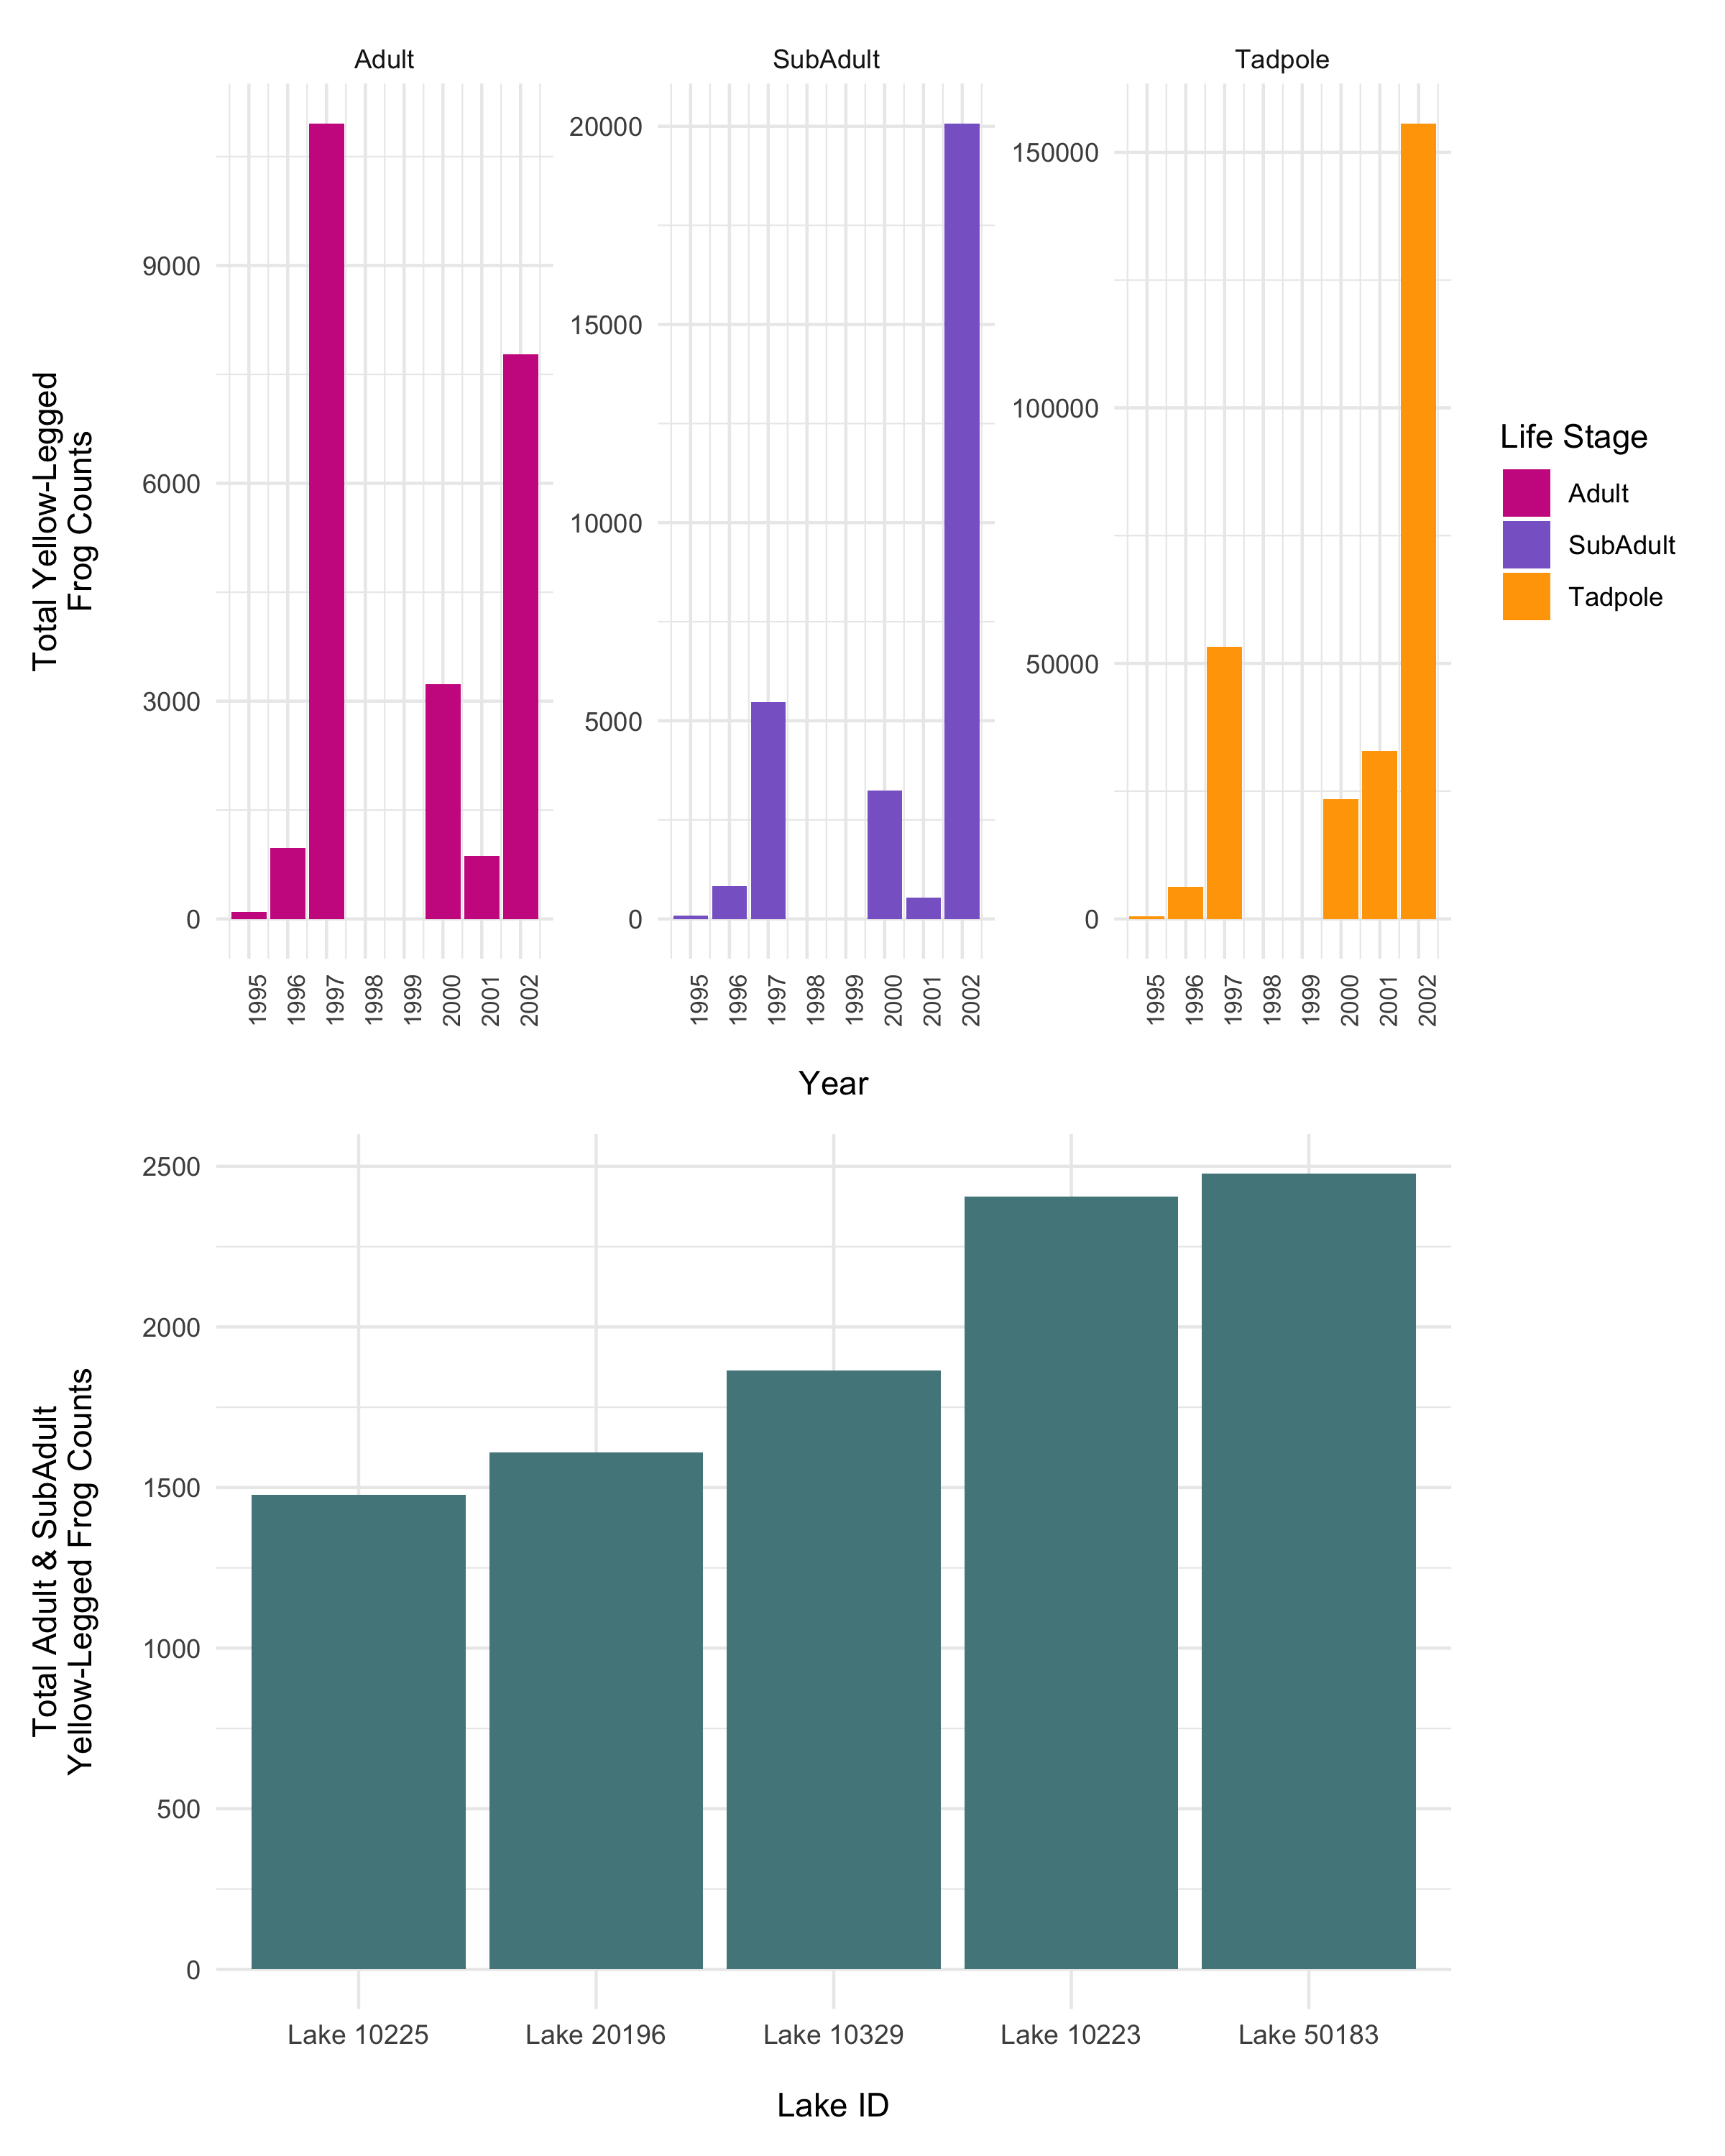 Adult
SubAdult
Tadpole
Total Yellow-Legged
Frog Counts
9000
6000
3000
0
20000
15000
10000
5000
0
150000
100000
50000
0
1995
1996
1997
1998
1999
2000
2001
2002
1995
1996
1997
1998
1999
2000
2001
2002
1995
1996
1997
1998
1999
2000
2001
2002
Year
Life Stage
Adult
SubAdult
Tadpole
Total Adult & SubAdult
Yellow-Legged Frog Counts
2500
2000
1500
1000
500
0
Lake 10225
Lake 20196
Lake 10329
Lake 10223
Lake 50183
Lake ID